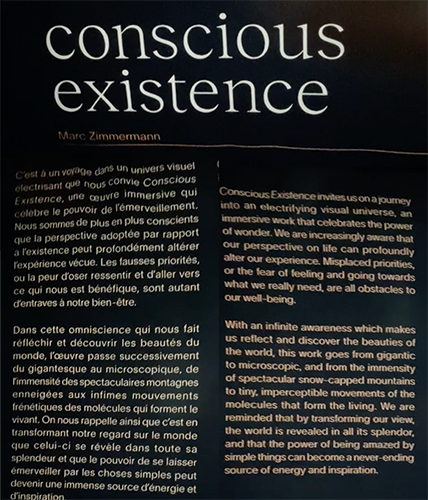 conscious
existence
Marc Zimmermann
C'est à un voyage dans un univers visuel
électrisant que nous convie Conscious
Existence, une œuvre immersive qui
célèbre le pouvoir de l'émerveillement.
Nous sommes de plus en plus conscients
que la perspective adoptée par rapport
à l'existence peut profondément altérer
l'expérience vécue. Les fausses priorités,
ou la peur d'oser ressentir et d'aller vers
ce qui nous est bénéfique, sont autant
d'entraves à notre bien-être.
Dans cette omniscience qui nous fait
réfléchir et découvrir les beautés du
monde, l'œuvre passe successivement
du gigantesque au microscopique, de
l'immensité des spectaculaires montagnes
enneigées aux infimes mouvements
frénétiques des molécules qui forment le
vivant. On nous rappelle ainsi que c'est en
transformant notre regard sur le monde
que celui-ci se révèle dans toute sa
splendeur et que le pouvoir de se laisser
émerveiller par les choses simples peut
devenir une immense source d'énergie et
d'inspiration.
Conscious Existence invites us on a journey
into an electrifying visual universe, an
immersive work that celebrates the power
of wonder. We are increasingly aware that
our perspective on life can profoundly
alter our experience. Misplaced priorities,
or the fear of feeling and going towards
what we really need, are all obstacles to
our well-being.
With an infinite awareness which makes
us reflect and discover the beauties of
the world, this work goes from gigantic
to microscopic, and from the immensity
of spectacular snow-capped mountains
to tiny, imperceptible movements of the
molecules that form the living. We are
reminded that by transforming our view,
the world is revealed in all its splendor,
and that the power of being amazed by
simple things can become a never-ending
source of energy and inspiration.